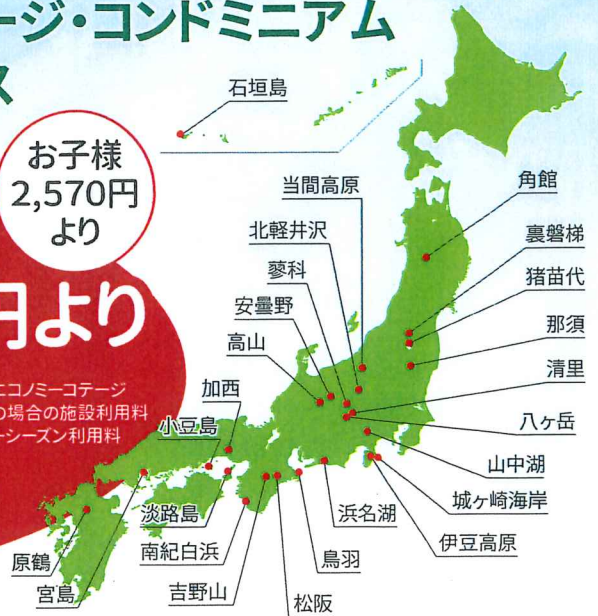 ージ・コンドミニアム
ス
石垣島
お子様
2,570円
より
円より
エコノミーコテージ
の場合の施設利用料
ーシーズン利用料
当間高原
北軽井沢
蓼科
安曇野
高山
加西
小豆島
角館
裏磐梯
猪苗代
那須
清里
八ヶ岳
山中湖
城ヶ崎海岸
伊豆高原
浜名湖
鳥羽
松阪
吉野山
南紀白浜
淡路島
原鶴
宮島